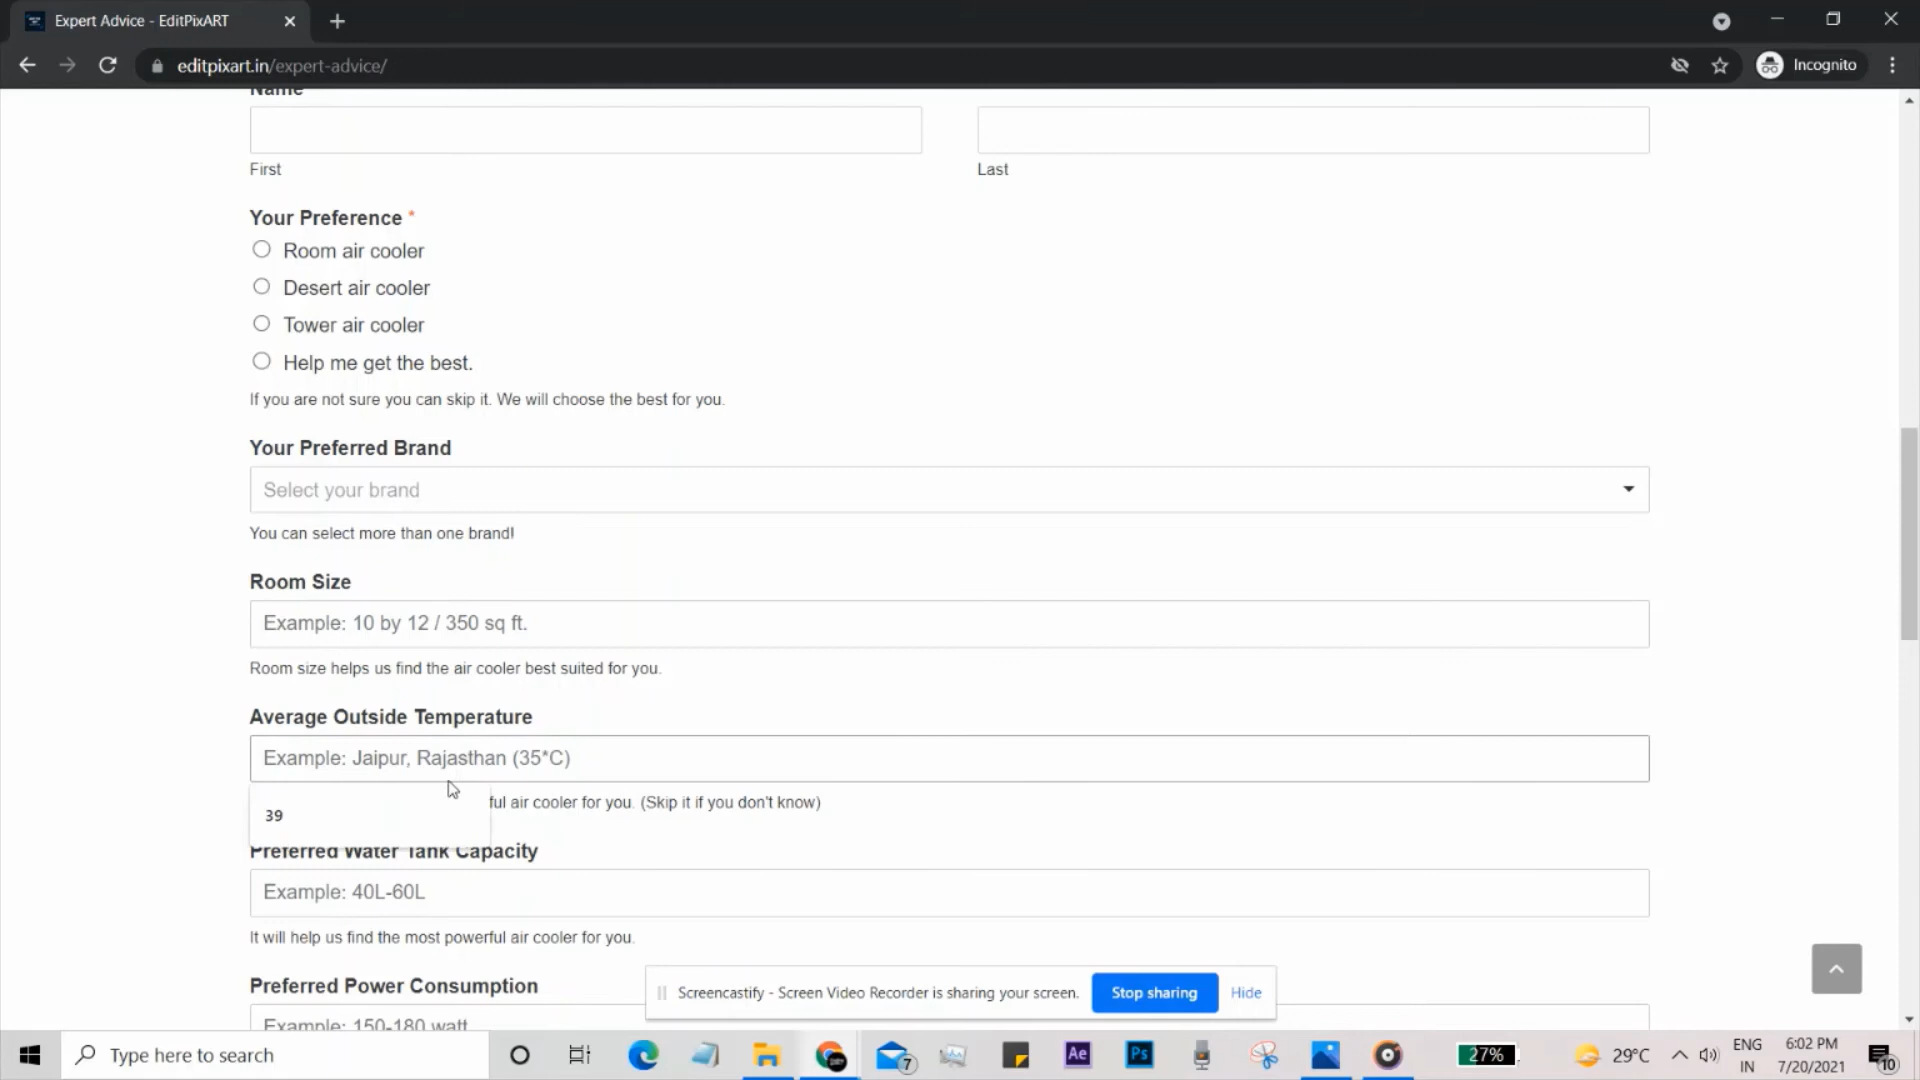 Expert Advice - EditPixART
editpixart.in/expert-advice/
Incognito
Name
First
Last
Your Preference *
Room air cooler
Desert air cooler
Tower air cooler
Help me get the best.
If you are not sure you can skip it. We will choose the best for you.
Your Preferred Brand
Select your brand
You can select more than one brand!
Room Size
Example: 10 by 12 / 350 sq ft.
Room size helps us find the air cooler best suited for you.
Average Outside Temperature
Example: Jaipur, Rajasthan (35*C)
ful air cooler for you. (Skip it if you don't know)
39
Preferred Water Tank Capacity
Example: 40L-60L
It will help us find the most powerful air cooler for you.
Preferred Power Consumption
Example: 150-180 watt
Screencastify - Screen Video Recorder is sharing your screen.
Stop sharing
Hide
Type here to search
7
Ae
Ps
27%
29°C
ENG
IN
6:02 PM
7/20/2021
10